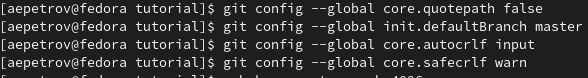 [aepetrov@fedora tutorial]$ git config --global core.quotepath false
[aepetrov@fedora tutorial]$ git config --global init.defaultBranch master
[aepetrov@fedora tutorial]$ git config --global core.autocrlf input
[aepetrov@fedora tutorial]$ git config --global core.safecrlf warn